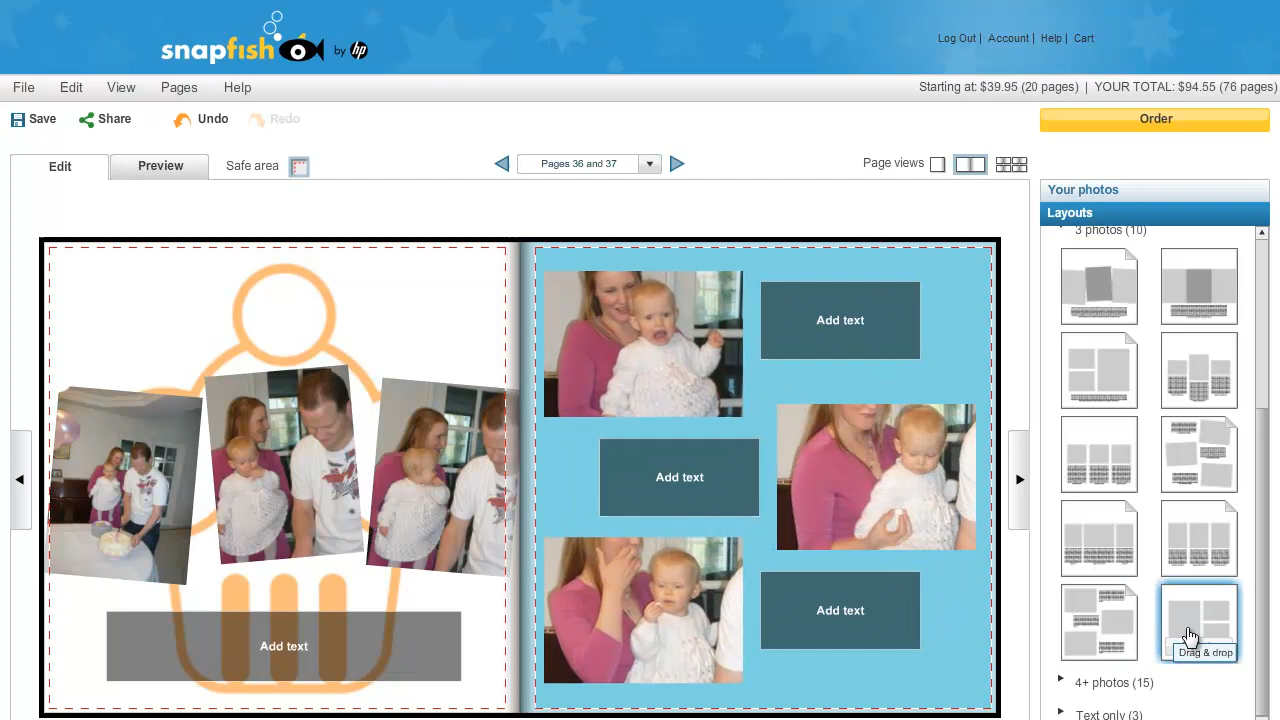 snapfish by hp
Log Out | Account | Help | Cart
File Edit View Pages Help
Starting at: $39.95 (20 pages) | YOUR TOTAL: $94.55 (76 pages)
Save Share Undo Redo
Order
Edit Preview Safe area
Pages 36 and 37
Page views
Your photos
Layouts
3 photos (10)
Add text
Add text
Add text
Add text
Drag & drop
4+ photos (15)
Text only (3)